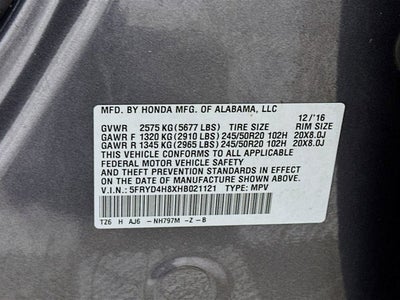 MFD. BY HONDA MFG. OF ALABAMA, LLC
12/'16
GVWR 2575 KG (5677 LBS) TIRE SIZE RIM SIZE
GAWR F 1320 KG (2910 LBS) 245/50R20 102H 20X8.0J
GAWR R 1345 KG (2965 LBS) 245/50R20 102H 20X8.0J
THIS VEHICLE CONFORMS TO ALL APPLICABLE
FEDERAL MOTOR VEHICLE SAFETY
AND THEFT PREVENTION STANDARDS IN EFFECT ON
THE DATE OF MANUFACTURE SHOWN ABOVE.
V.I.N.: 5FRYD4H8XHB021121 TYPE: MPV
TZ6 H AJ6 -NH797M -Z -B